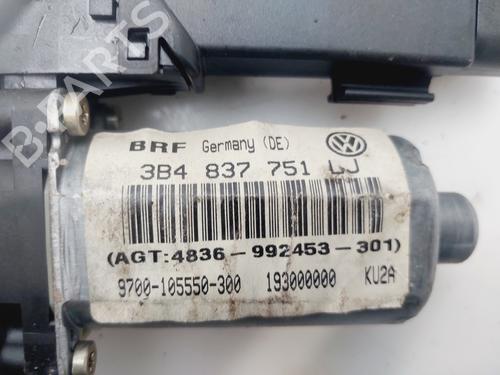 BRF Germany (DE)
3B4 837 751 LJ
(AGT:4836-992453-301)
9700-105550-300 193000000 KU2A
B-PARTS